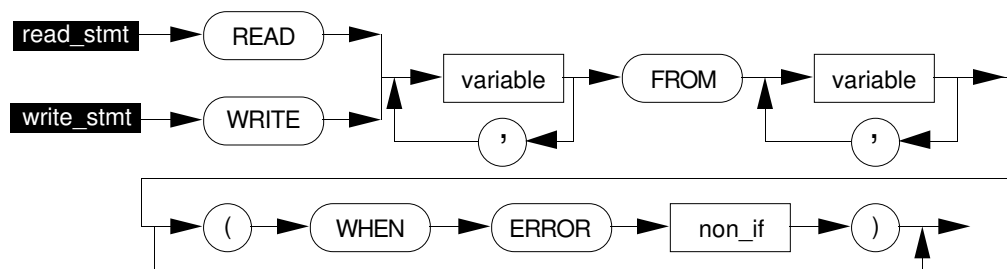 read_stmt READ
variable FROM variable
write_stmt WRITE
, ,
( WHEN ERROR non_if )